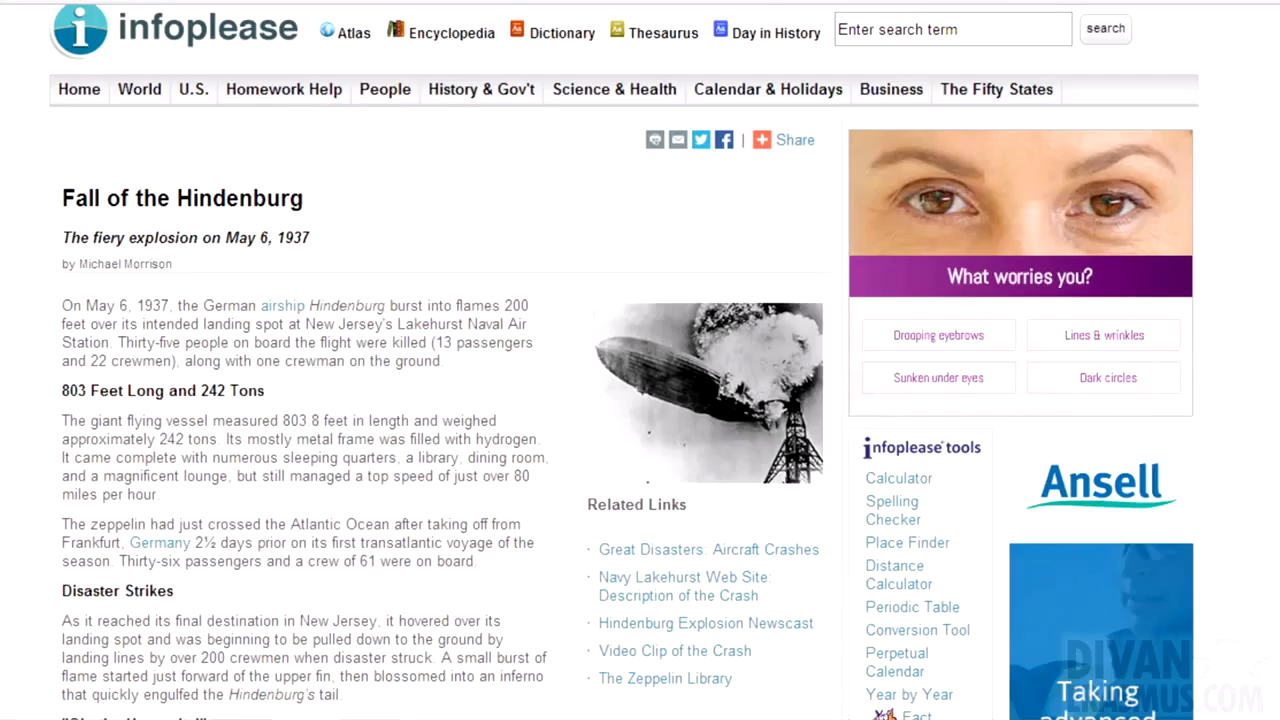 infoplease
Atlas
Encyclopedia
Dictionary
Thesaurus
Day in History
Enter search term
search
Home
World
U.S.
Homework Help
People
History & Gov't
Science & Health
Calendar & Holidays
Business
The Fifty States
| Share
Fall of the Hindenburg
The fiery explosion on May 6, 1937
by Michael Morrison
On May 6, 1937, the German airship Hindenburg burst into flames 200
feet over its intended landing spot at New Jersey's Lakehurst Naval Air
Station. Thirty-five people on board the flight were killed (13 passengers
and 22 crewmen), along with one crewman on the ground.
803 Feet Long and 242 Tons
The giant flying vessel measured 803.8 feet in length and weighed
approximately 242 tons. Its mostly metal frame was filled with hydrogen.
It came complete with numerous sleeping quarters, a library, dining room,
and a magnificent lounge, but still managed a top speed of just over 80
miles per hour.
The zeppelin had just crossed the Atlantic Ocean after taking off from
Frankfurt, Germany 2½ days prior on its first transatlantic voyage of the
season. Thirty-six passengers and a crew of 61 were on board.
Disaster Strikes
As it reached its final destination in New Jersey, it hovered over its
landing spot and was beginning to be pulled down to the ground by
landing lines by over 200 crewmen when disaster struck. A small burst of
flame started just forward of the upper fin, then blossomed into an inferno
that quickly engulfed the Hindenburg's tail.
Related Links
· Great Disasters: Aircraft Crashes
· Navy Lakehurst Web Site:
Description of the Crash
· Hindenburg Explosion Newscast
· Video Clip of the Crash
· The Zeppelin Library
What worries you?
Drooping eyebrows
Lines & wrinkles
Sunken under eyes
Dark circles
infoplease tools
Calculator
Spelling
Checker
Place Finder
Distance
Calculator
Periodic Table
Conversion Tool
Perpetual
Calendar
Year by Year
Fact
Ansell
Taking
advanced
DIVAN
ERASMUS.COM